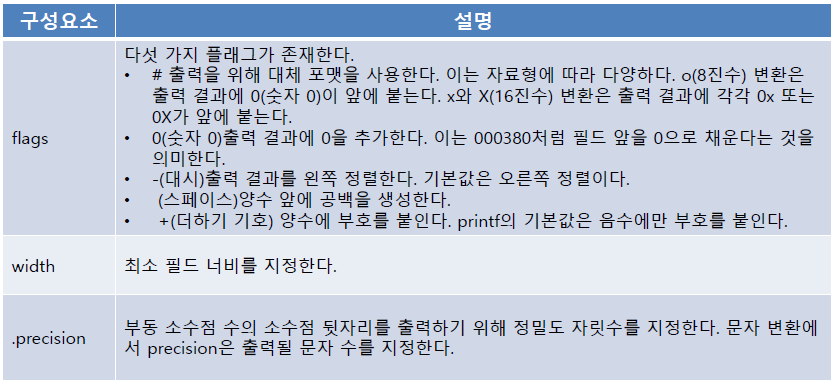 구성요소 설명
flags
다섯 가지 플래그가 존재한다.
• # 출력을 위해 대체 포맷을 사용한다. 이는 자료형에 따라 다양하다. o(8진수) 변환은
출력 결과에 0(숫자 0)이 앞에 붙는다. x와 X(16진수) 변환은 출력 결과에 각각 0x 또는
0X가 앞에 붙는다.
• 0(숫자 0)출력 결과에 0을 추가한다. 이는 000380처럼 필드 앞을 0으로 채운다는 것을
의미한다.
• -(대시)출력 결과를 왼쪽 정렬한다. 기본값은 오른쪽 정렬이다.
• (스페이스)양수 앞에 공백을 생성한다.
• +(더하기 기호) 양수에 부호를 붙인다. printf의 기본값은 음수에만 부호를 붙인다.
width 최소 필드 너비를 지정한다.
.precision
부동 소수점 수의 소수점 뒷자리를 출력하기 위해 정밀도 자릿수를 지정한다. 문자 변환에
서 precision은 출력될 문자 수를 지정한다.